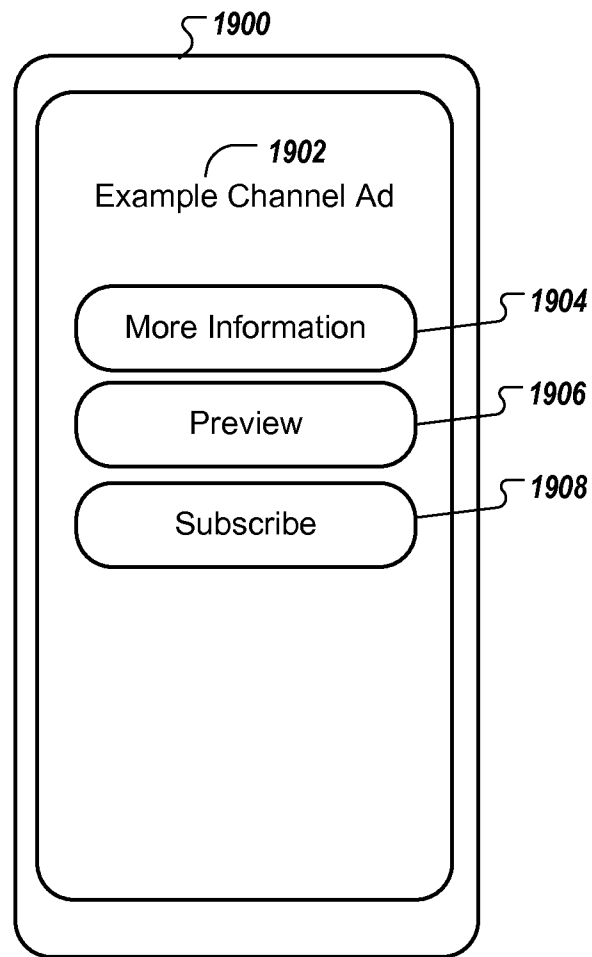 1900
1902
Example Channel Ad
More Information
1904
Preview
1906
Subscribe
1908